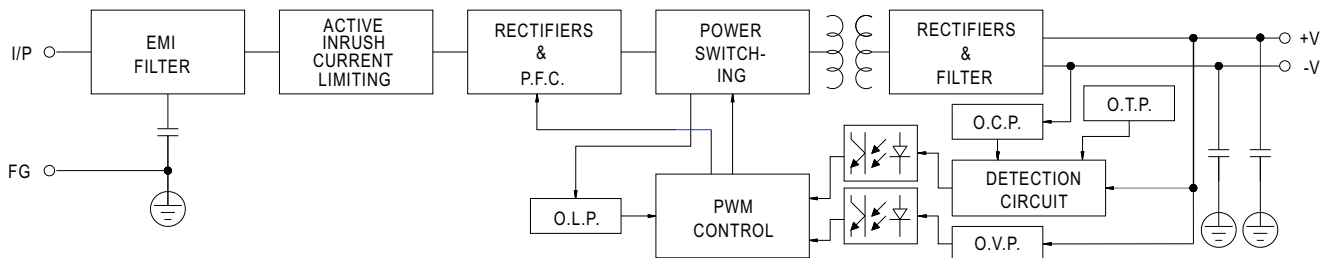 I/P
EMI
FILTER
ACTIVE
INRUSH
CURRENT
LIMITING
RECTIFIERS
&
P.F.C.
POWER
SWITCH-
ING
RECTIFIERS
&
FILTER
+V
-V
O.C.P.
O.T.P.
FG
O.L.P.
PWM
CONTROL
DETECTION
CIRCUIT
O.V.P.